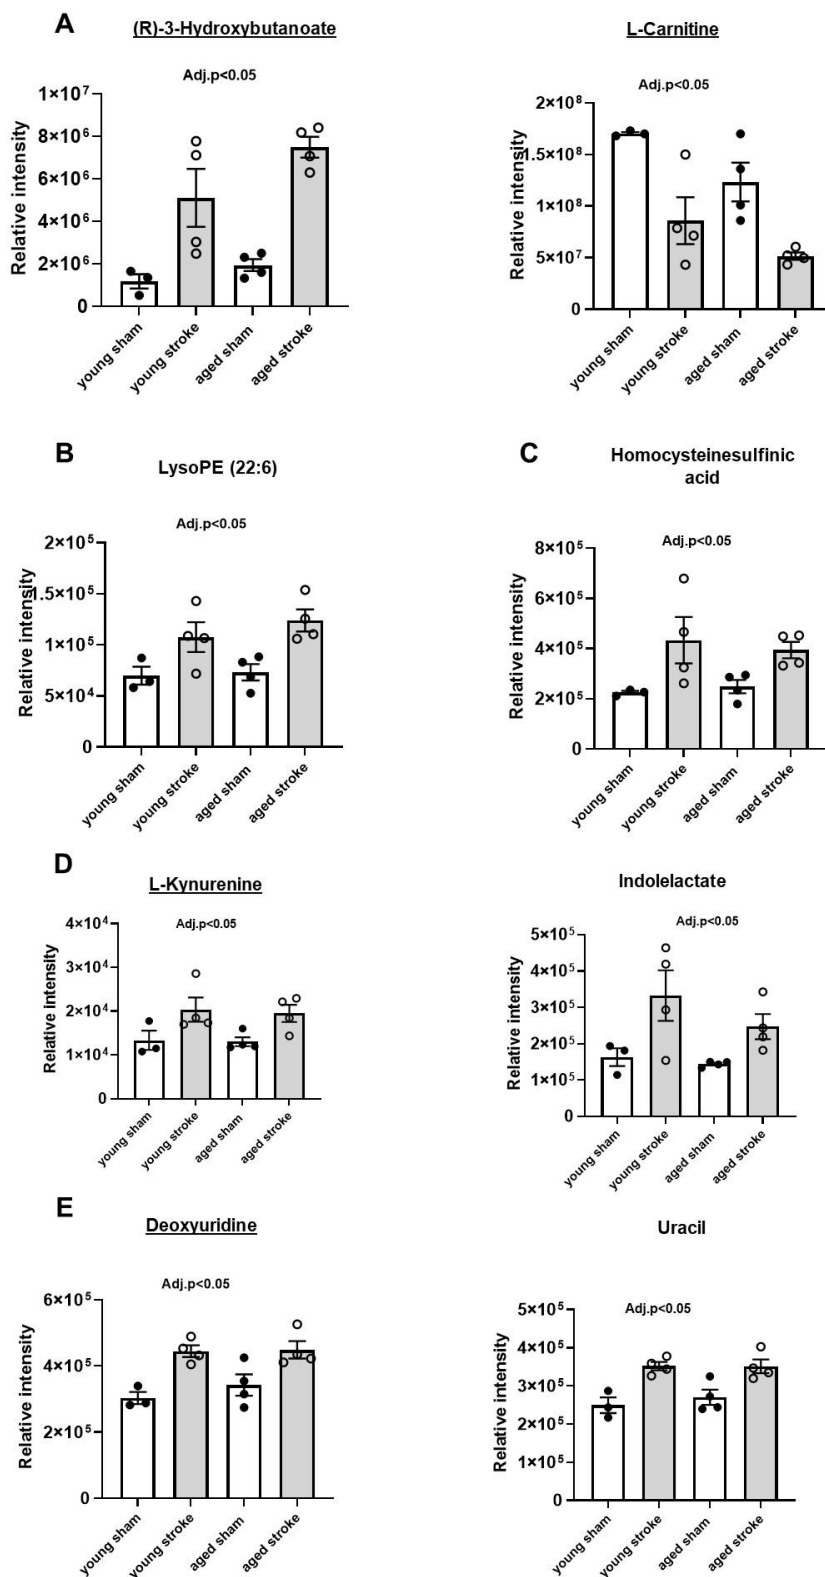 A
(R)-3-Hydroxybutanoate
Adj.p<0.05
Relative intensity
1×10⁷
8×10⁶
6×10⁶
4×10⁶
2×10⁶
0
young sham
young stroke
aged sham
aged stroke
L-Carnitine
Adj.p<0.05
Relative intensity
2×10⁸
1.5×10⁸
1×10⁸
5×10⁷
0
young sham
young stroke
aged sham
aged stroke
B
LysoPE (22:6)
Adj.p<0.05
Relative intensity
2×10⁵
1.5×10⁵
1×10⁵
5×10⁴
0
young sham
young stroke
aged sham
aged stroke
C
Homocysteinesulfinic
acid
Adj.p<0.05
Relative intensity
8×10⁵
6×10⁵
4×10⁵
2×10⁵
0
young sham
young stroke
aged sham
aged stroke
D
L-Kynurenine
Adj.p<0.05
Relative intensity
4×10⁴
3×10⁴
2×10⁴
1×10⁴
0
young sham
young stroke
aged sham
aged stroke
Indolelactate
Adj.p<0.05
Relative intensity
5×10⁵
4×10⁵
3×10⁵
2×10⁵
1×10⁵
0
young sham
young stroke
aged sham
aged stroke
E
Deoxyuridine
Adj.p<0.05
Relative intensity
6×10⁵
4×10⁵
2×10⁵
0
young sham
young stroke
aged sham
aged stroke
Uracil
Adj.p<0.05
Relative intensity
5×10⁵
4×10⁵
3×10⁵
2×10⁵
1×10⁵
0
young sham
young stroke
aged sham
aged stroke